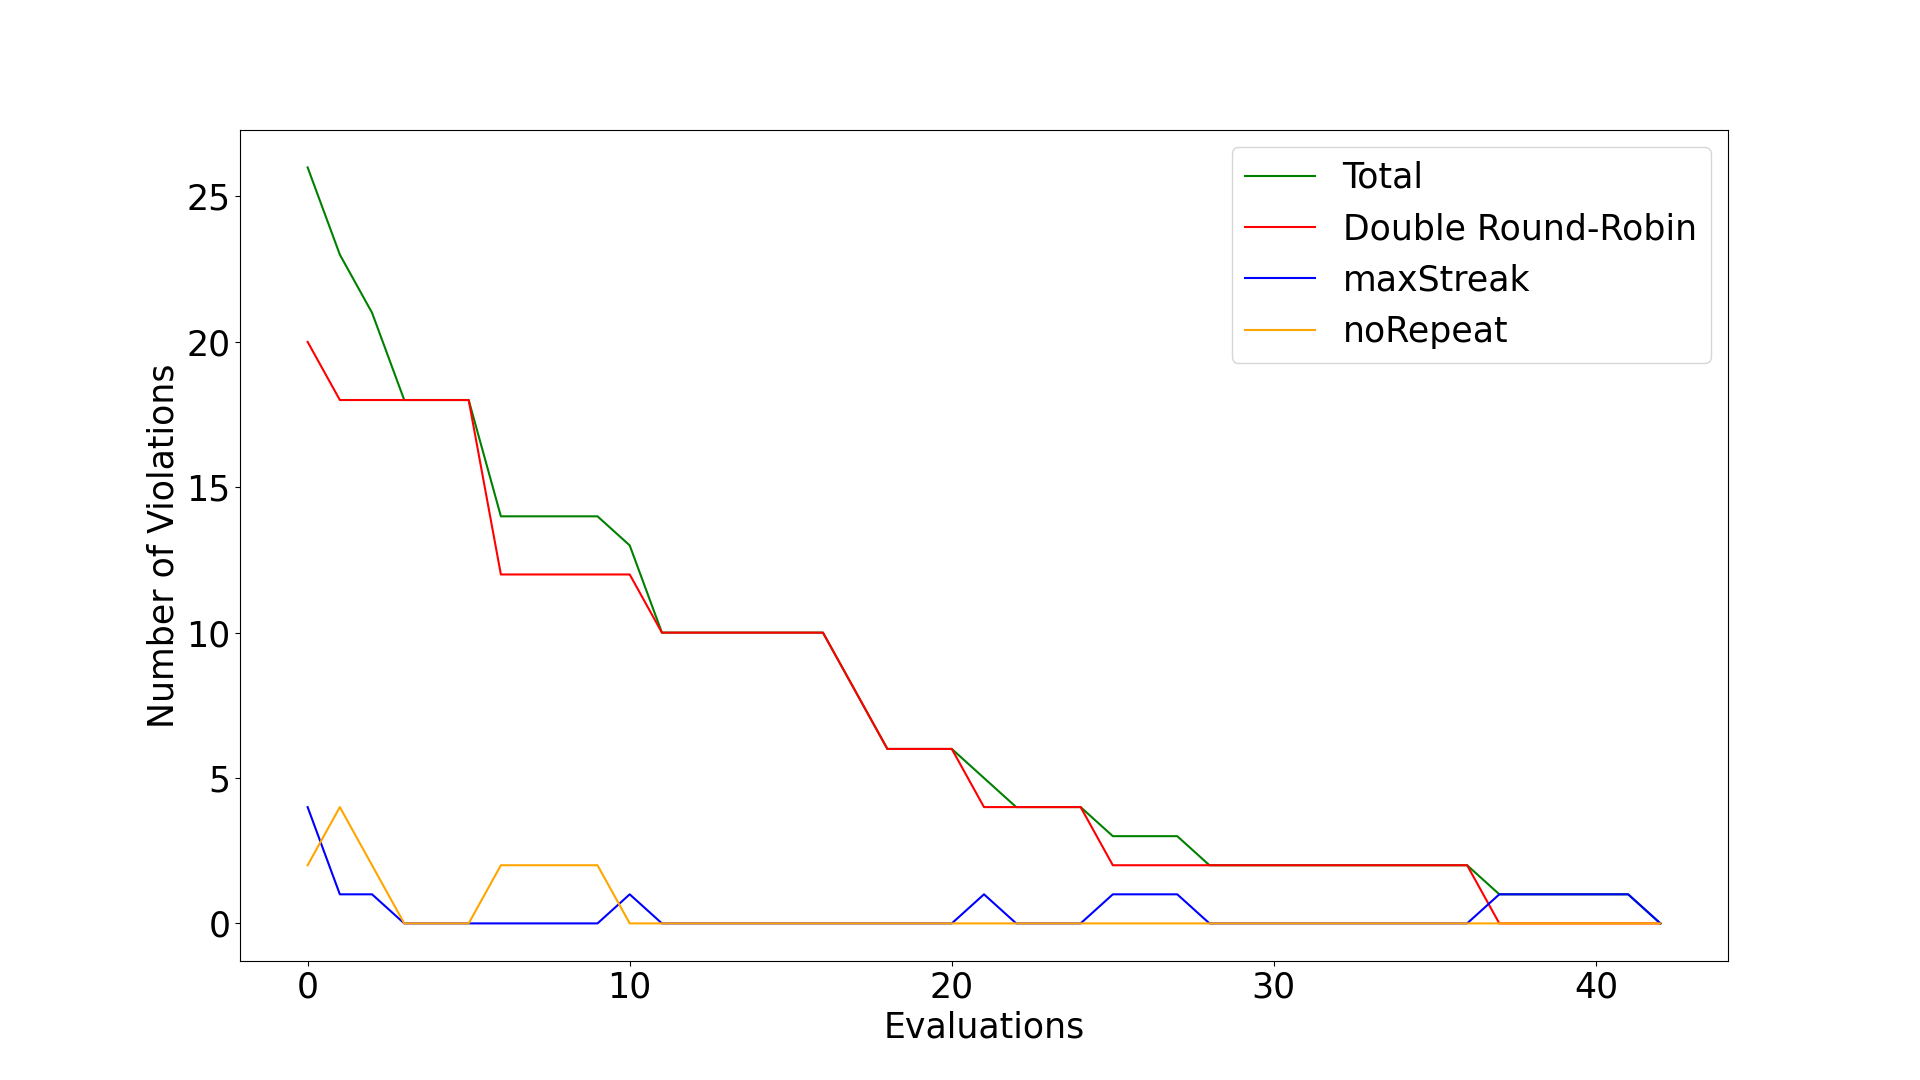 Total
Double Round-Robin
maxStreak
noRepeat
25
20
15
10
5
0
Number of Violations
0 10 20 30 40
Evaluations